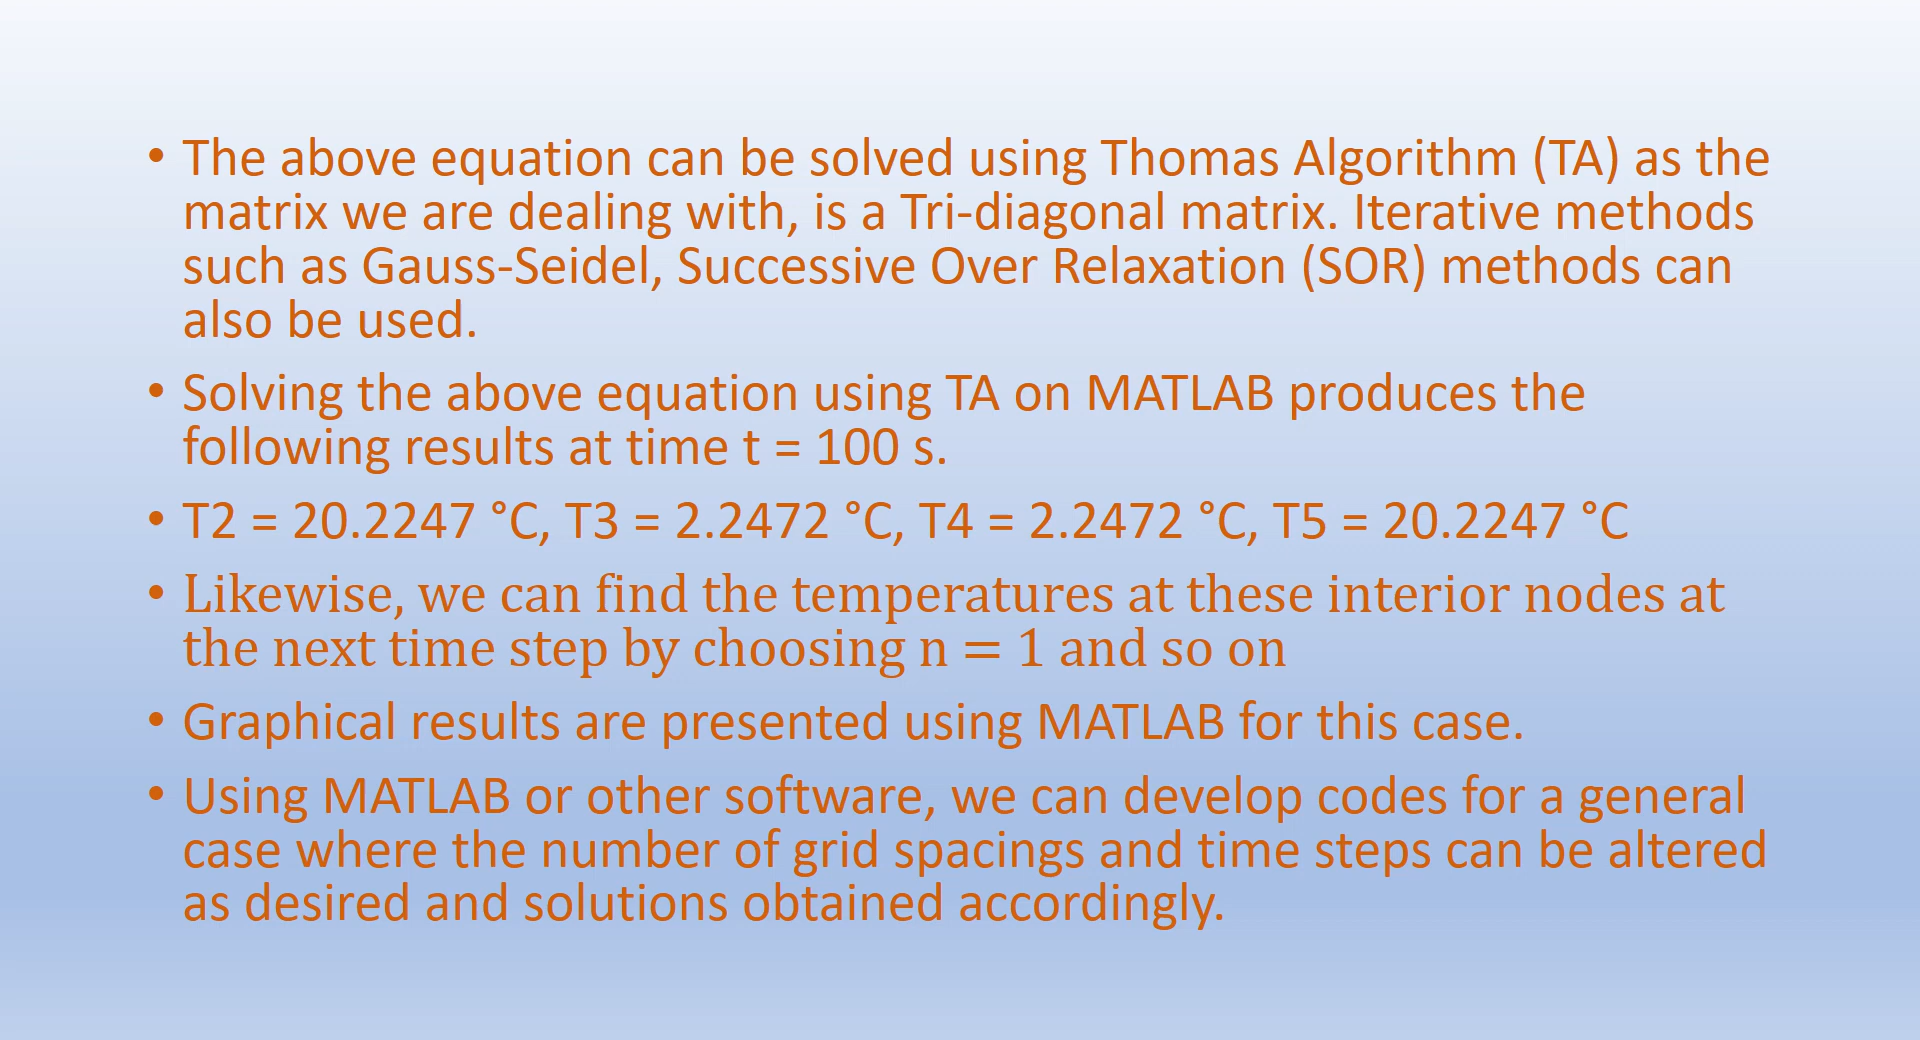 • The above equation can be solved using Thomas Algorithm (TA) as the
matrix we are dealing with, is a Tri-diagonal matrix. Iterative methods
such as Gauss-Seidel, Successive Over Relaxation (SOR) methods can
also be used.
• Solving the above equation using TA on MATLAB produces the
following results at time t = 100 s.
• T2 = 20.2247 °C, T3 = 2.2472 °C, T4 = 2.2472 °C, T5 = 20.2247 °C
• Likewise, we can find the temperatures at these interior nodes at
the next time step by choosing n = 1 and so on
• Graphical results are presented using MATLAB for this case.
• Using MATLAB or other software, we can develop codes for a general
case where the number of grid spacings and time steps can be altered
as desired and solutions obtained accordingly.